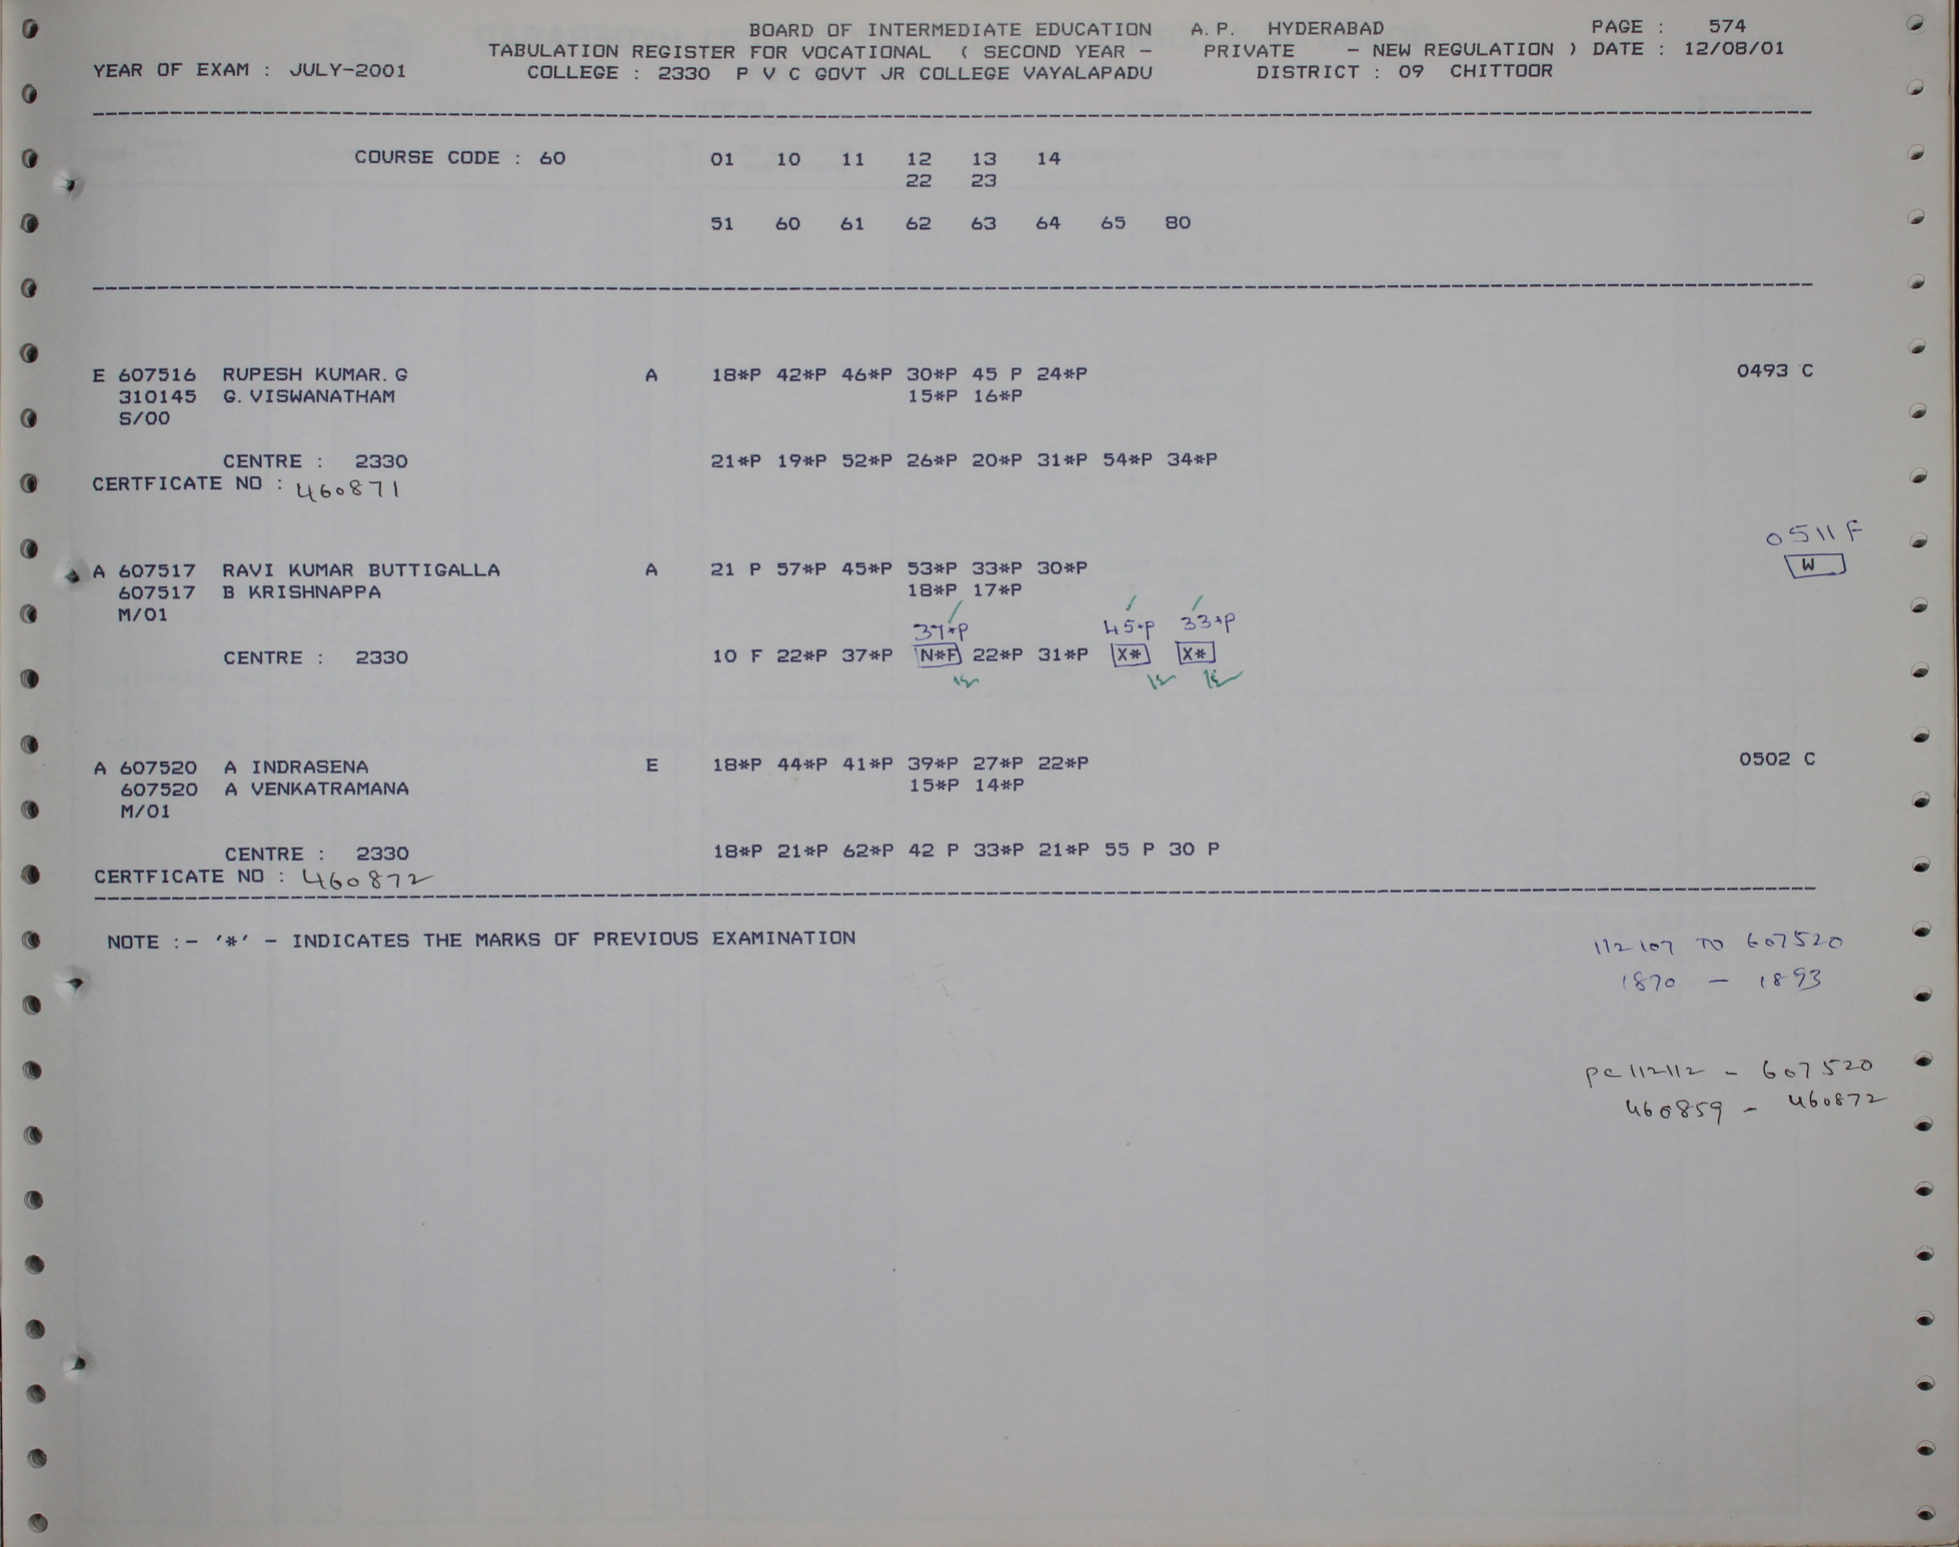 BOARD OF INTERMEDIATE EDUCATION A.P. HYDERABAD PAGE : 574
TABULATION REGISTER FOR VOCATIONAL ( SECOND YEAR - PRIVATE - NEW REGULATION ) DATE : 12/08/01
YEAR OF EXAM : JULY-2001 COLLEGE : 2330 P V C GOVT JR COLLEGE VAYALAPADU DISTRICT : 09 CHITTOOR
COURSE CODE : 60 01 10 11 12 13 14
22 23
51 60 61 62 63 64 65 80
E 607516 RUPESH KUMAR.G A 18*P 42*P 46*P 30*P 45 P 24*P 0493 C
310145 G.VISWANATHAM 15*P 16*P
S/00
CENTRE : 2330 21*P 19*P 52*P 26*P 20*P 31*P 54*P 34*P
CERTFICATE NO : 460871
0511 F
A 607517 RAVI KUMAR BUTTIGALLA A 21 P 57*P 45*P 53*P 33*P 30*P W
607517 B KRISHNAPPA 18*P 17*P
M/01
37*P 45*P 33*P
CENTRE : 2330 10 F 22*P 37*P N*F 22*P 31*P X* X*
A 607520 A INDRASENA E 18*P 44*P 41*P 39*P 27*P 22*P 0502 C
607520 A VENKATRAMANA 15*P 14*P
M/01
CENTRE : 2330 18*P 21*P 62*P 42 P 33*P 21*P 55 P 30 P
CERTFICATE NO : 460872
NOTE :- '*' - INDICATES THE MARKS OF PREVIOUS EXAMINATION
112107 TO 607520
1870 - 1893
pc 112112 - 607520
460859 - 460872